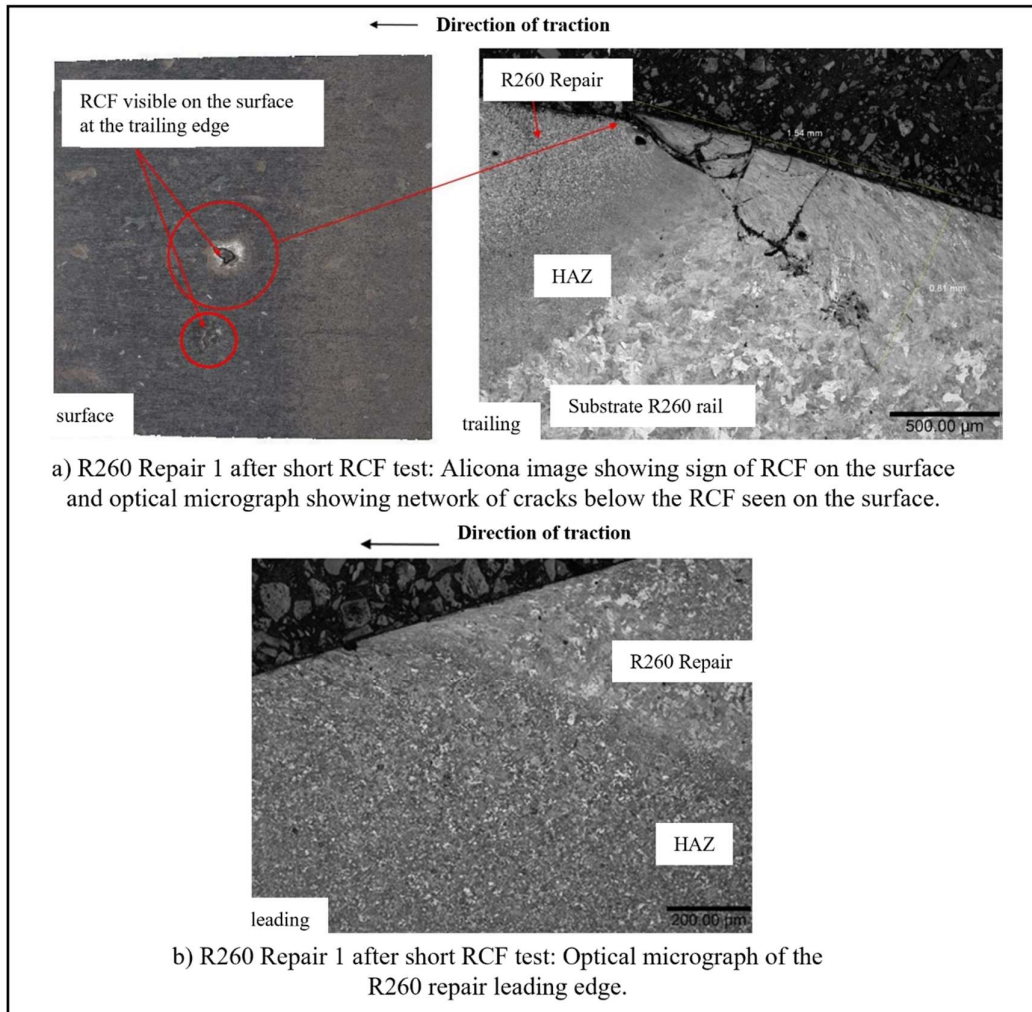 Direction of traction
RCF visible on the surface
at the trailing edge
surface
R260 Repair
1.54 mm
HAZ
0.61 mm
Substrate R260 rail
trailing
500.00 µm
a) R260 Repair 1 after short RCF test: Alicona image showing sign of RCF on the surface
and optical micrograph showing network of cracks below the RCF seen on the surface.
Direction of traction
R260 Repair
HAZ
leading
200.00 µm
b) R260 Repair 1 after short RCF test: Optical micrograph of the
R260 repair leading edge.